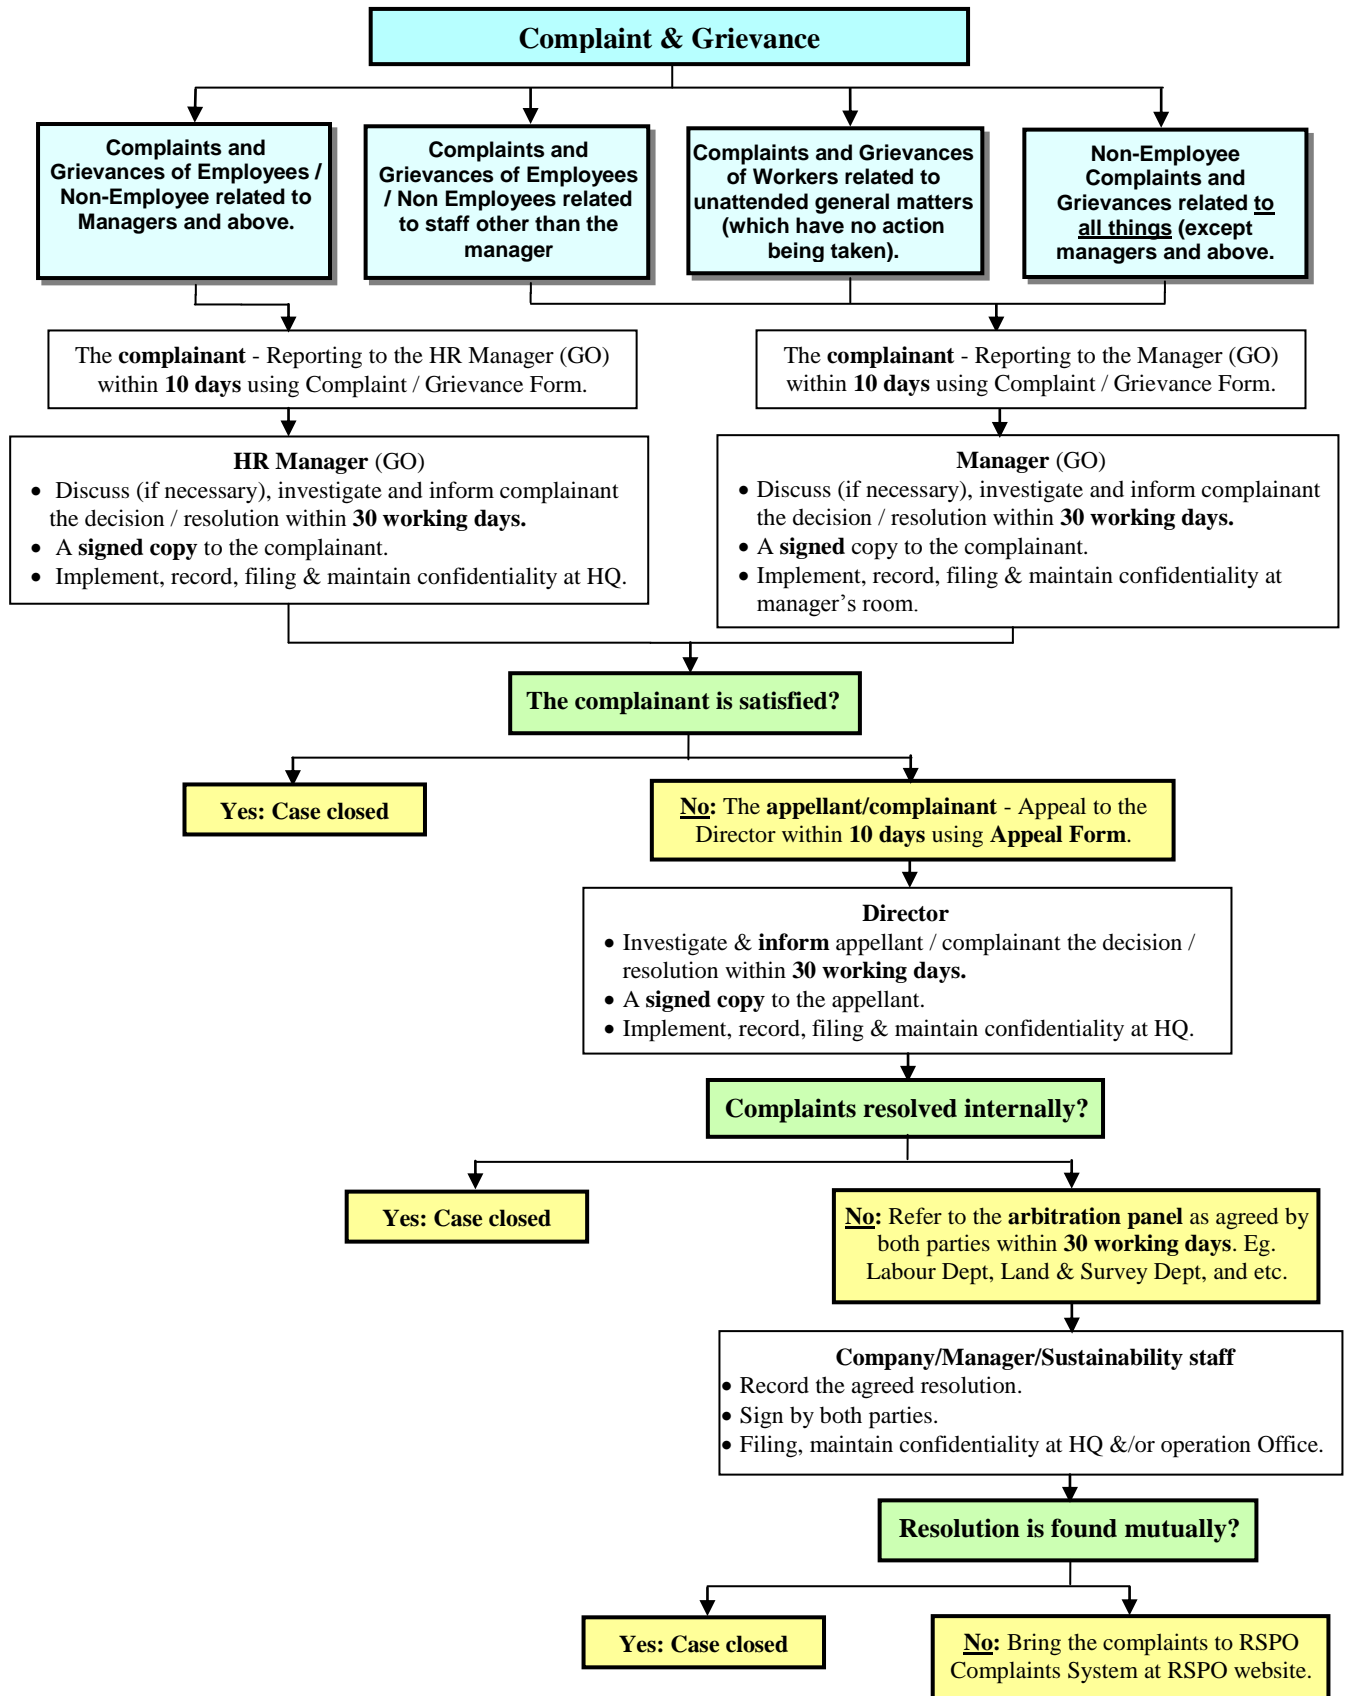 Complaint & Grievance
Complaints and
Grievances of Employees /
Non-Employee related to
Managers and above.
Complaints and
Grievances of Employees
/ Non Employees related
to staff other than the
manager
Complaints and Grievances
of Workers related to
unattended general matters
(which have no action
being taken).
Non-Employee
Complaints and
Grievances related to
all things (except
managers and above.
The complainant - Reporting to the HR Manager (GO)
within 10 days using Complaint / Grievance Form.
The complainant - Reporting to the Manager (GO)
within 10 days using Complaint / Grievance Form.
HR Manager (GO)
• Discuss (if necessary), investigate and inform complainant
the decision / resolution within 30 working days.
• A signed copy to the complainant.
• Implement, record, filing & maintain confidentiality at HQ.
Manager (GO)
• Discuss (if necessary), investigate and inform complainant
the decision / resolution within 30 working days.
• A signed copy to the complainant.
• Implement, record, filing & maintain confidentiality at
manager's room.
The complainant is satisfied?
Yes: Case closed
No: The appellant/complainant - Appeal to the
Director within 10 days using Appeal Form.
Director
• Investigate & inform appellant / complainant the decision /
resolution within 30 working days.
• A signed copy to the appellant.
• Implement, record, filing & maintain confidentiality at HQ.
Complaints resolved internally?
Yes: Case closed
No: Refer to the arbitration panel as agreed by
both parties within 30 working days. Eg.
Labour Dept, Land & Survey Dept, and etc.
Company/Manager/Sustainability staff
• Record the agreed resolution.
• Sign by both parties.
• Filing, maintain confidentiality at HQ &/or operation Office.
Resolution is found mutually?
Yes: Case closed
No: Bring the complaints to RSPO
Complaints System at RSPO website.